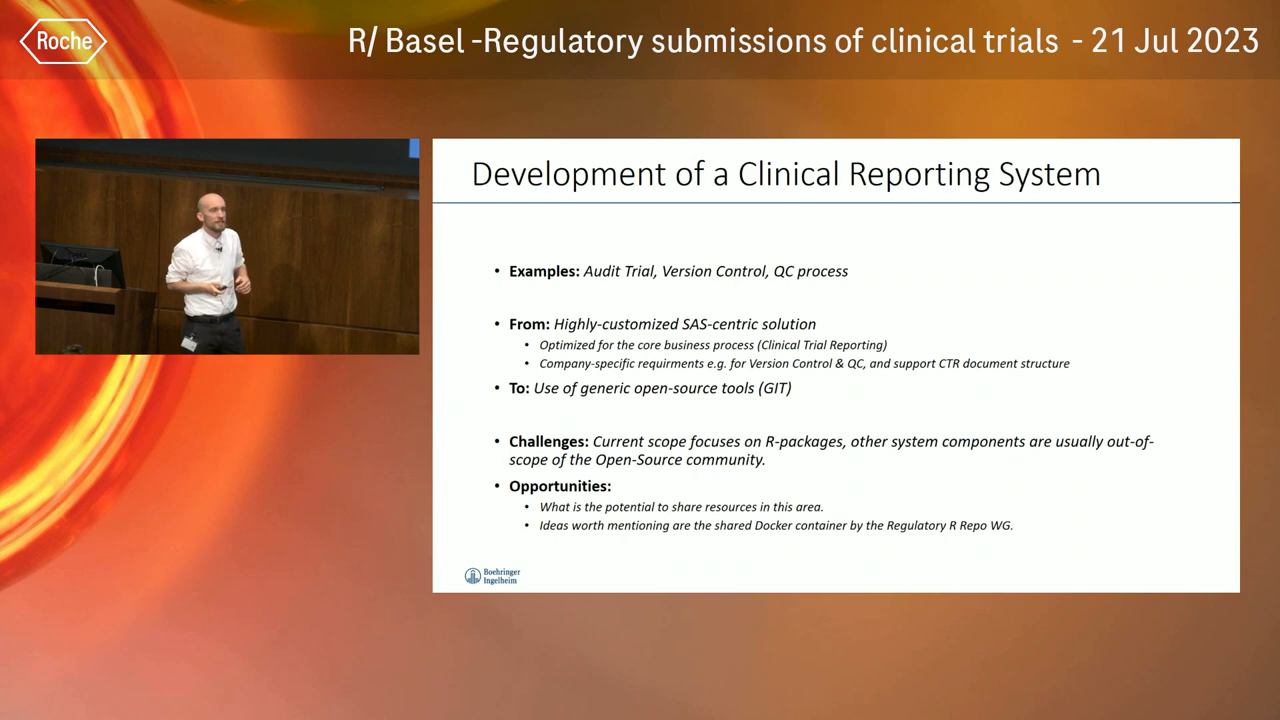 Roche
R/ Basel -Regulatory submissions of clinical trials - 21 Jul 2023
Development of a Clinical Reporting System
• Examples: Audit Trial, Version Control, QC process
• From: Highly-customized SAS-centric solution
• Optimized for the core business process (Clinical Trial Reporting)
• Company-specific requirments e.g. for Version Control & QC, and support CTR document structure
• To: Use of generic open-source tools (GIT)
• Challenges: Current scope focuses on R-packages, other system components are usually out-of-
scope of the Open-Source community.
• Opportunities:
• What is the potential to share resources in this area.
• Ideas worth mentioning are the shared Docker container by the Regulatory R Repo WG.
Boehringer
Ingelheim